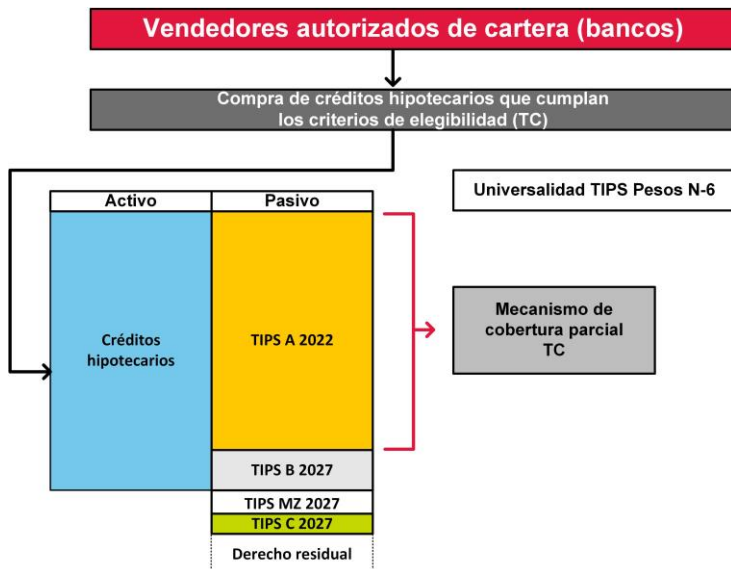 Vendedores autorizados de cartera (bancos)
Compra de créditos hipotecarios que cumplan
los criterios de elegibilidad (TC)
Universalidad TIPS Pesos N-6
Activo
Pasivo
Créditos
hipotecarios
TIPS A 2022
Mecanismo de
cobertura parcial
TC
TIPS B 2027
TIPS MZ 2027
TIPS C 2027
Derecho residual